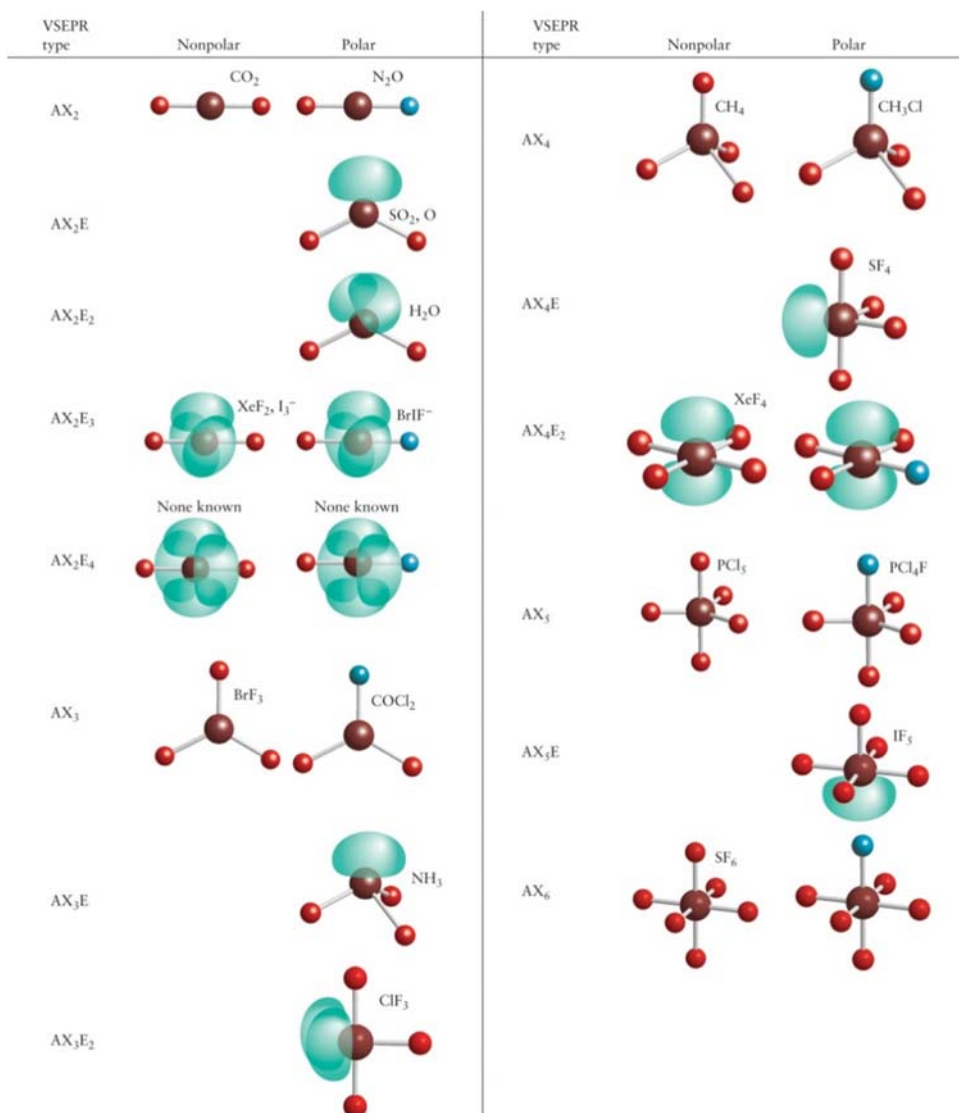 VSEPR
type Nonpolar Polar
CO₂ N₂O
AX₂
AX₂E
SO₂, O
AX₂E₂
H₂O
XeF₂, I₃⁻
BrIF⁻
AX₂E₃
None known None known
AX₂E₄
AX₃
BrF₃
COCl₂
AX₃E
NH₃
AX₃E₂
ClF₃
VSEPR
type Nonpolar Polar
AX₄
CH₄ CH₃Cl
AX₄E
SF₄
AX₄E₂
XeF₄
AX₅
PCl₅ PCl₄F
AX₅E
IF₅
AX₆
SF₆